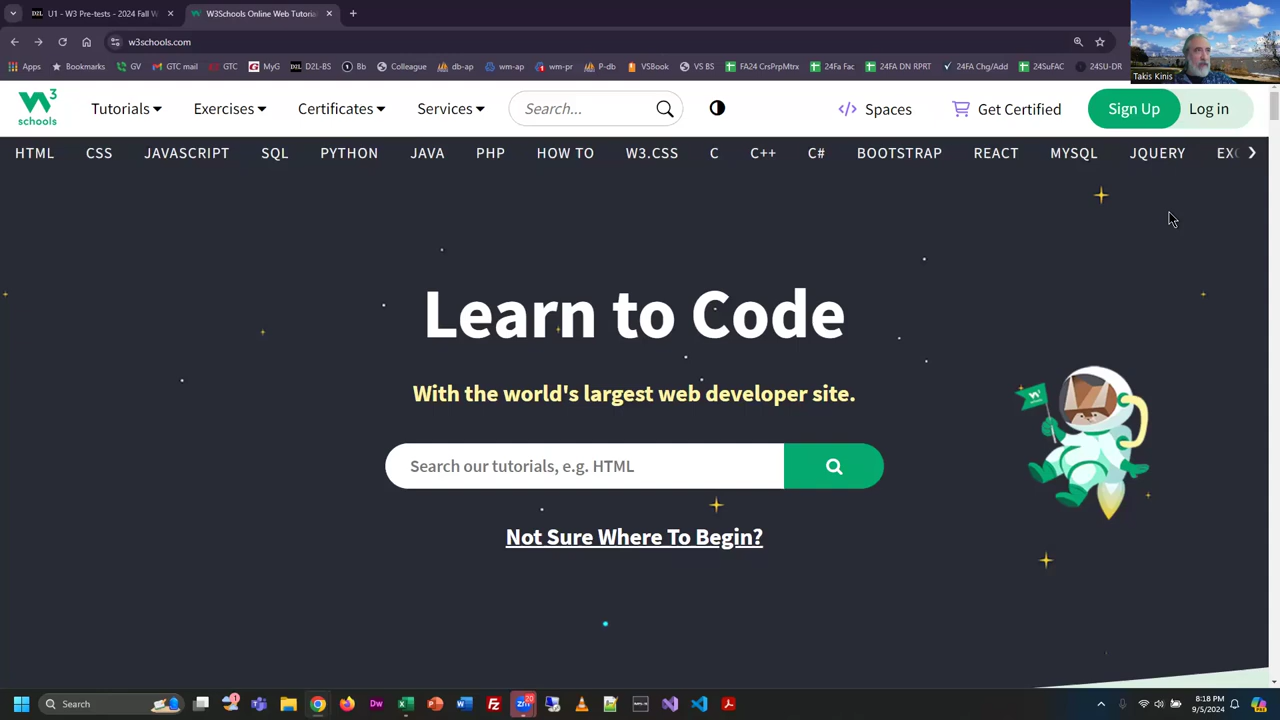 U1 - W3 Pre-tests - 2024 Fall W
W3Schools Online Web Tutorial
w3schools.com
Takis Kinis
Apps
Bookmarks
GV
GTC mail
GTC
MyG
D2L-BS
Bb
Colleague
wm-ap
wm-pr
P-db
VSBook
VS BS
FA24 CrsPrpMtrx
24Fa Fac
24FA DN RPRT
24FA Chg/Add
24SuFAC
24SU-DR
W3 schools
Tutorials
Exercises
Certificates
Services
Search...
Spaces
Get Certified
Sign Up
Log in
HTML
CSS
JAVASCRIPT
SQL
PYTHON
JAVA
PHP
HOW TO
W3.CSS
C
C++
C#
BOOTSTRAP
REACT
MYSQL
JQUERY
EXC
Learn to Code
With the world's largest web developer site.
Search our tutorials, e.g. HTML
Not Sure Where To Begin?
Search
8:18 PM
9/5/2024